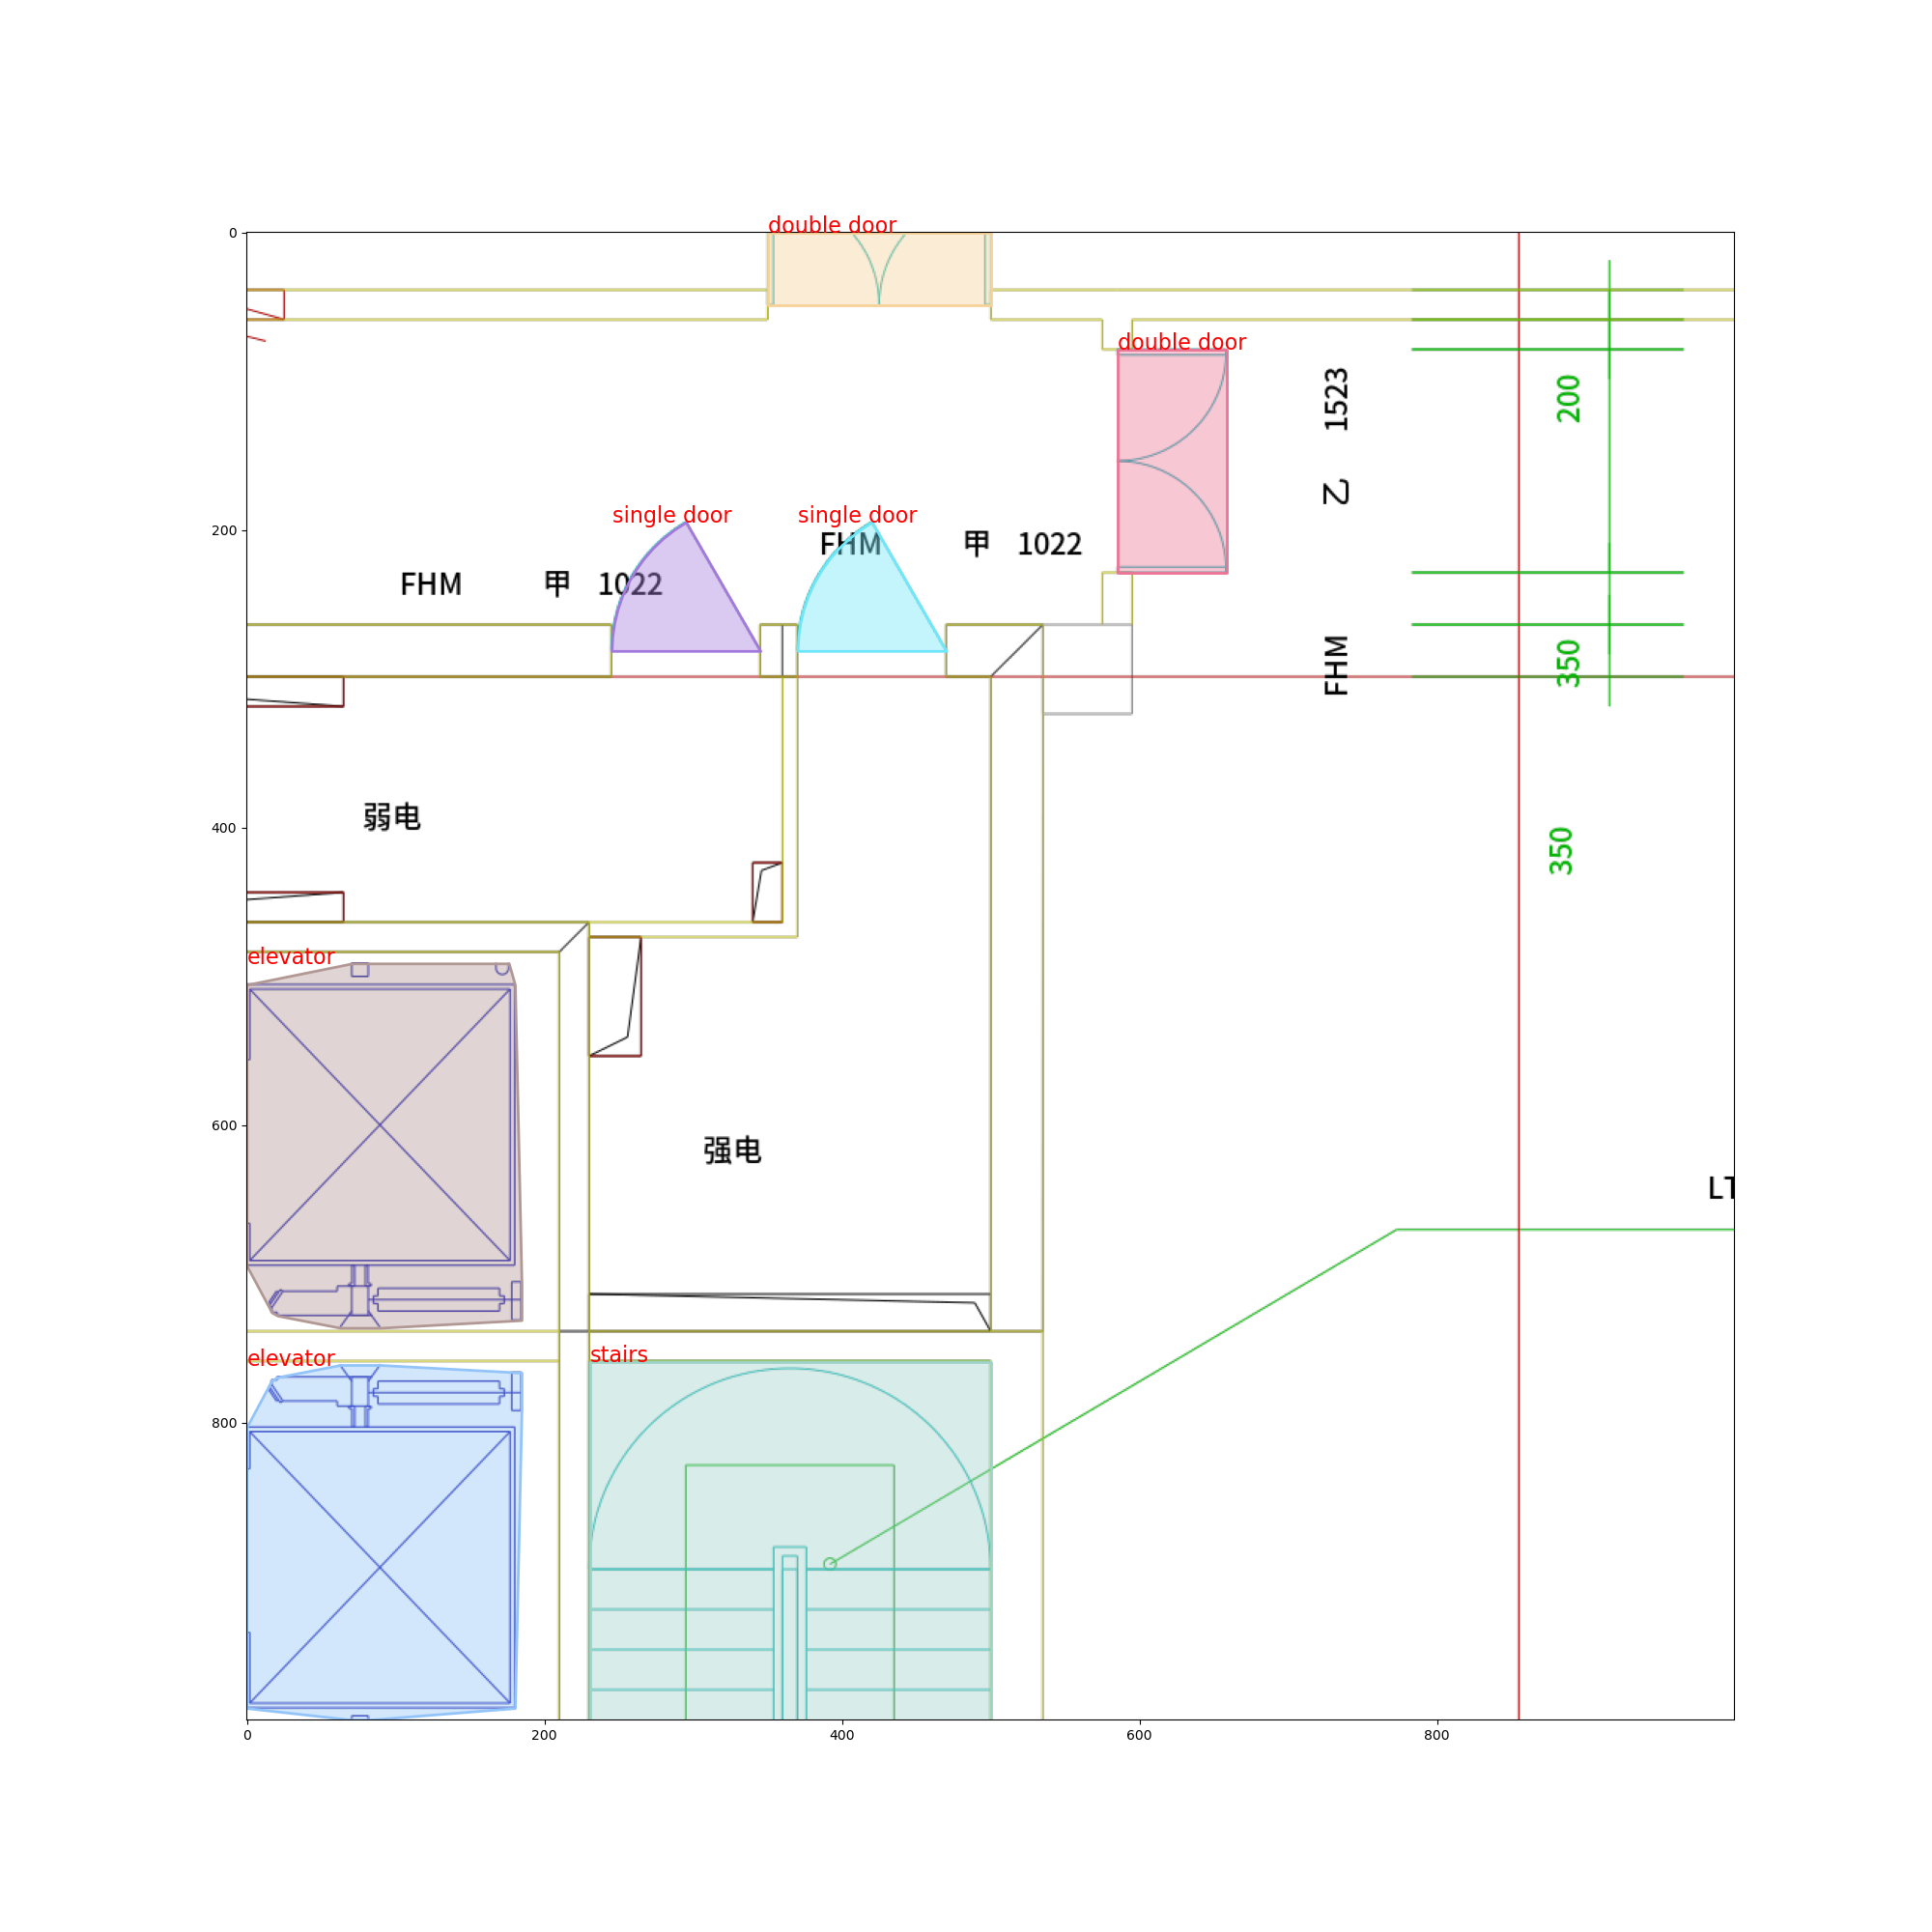 double door
0
double door
1523
200
乙
single door
single door
200
FHM
甲
1022
FHM
甲
1022
FHM
350
弱电
400
350
elevator
600
强电
LT
elevator
stairs
800
0
200
400
600
800